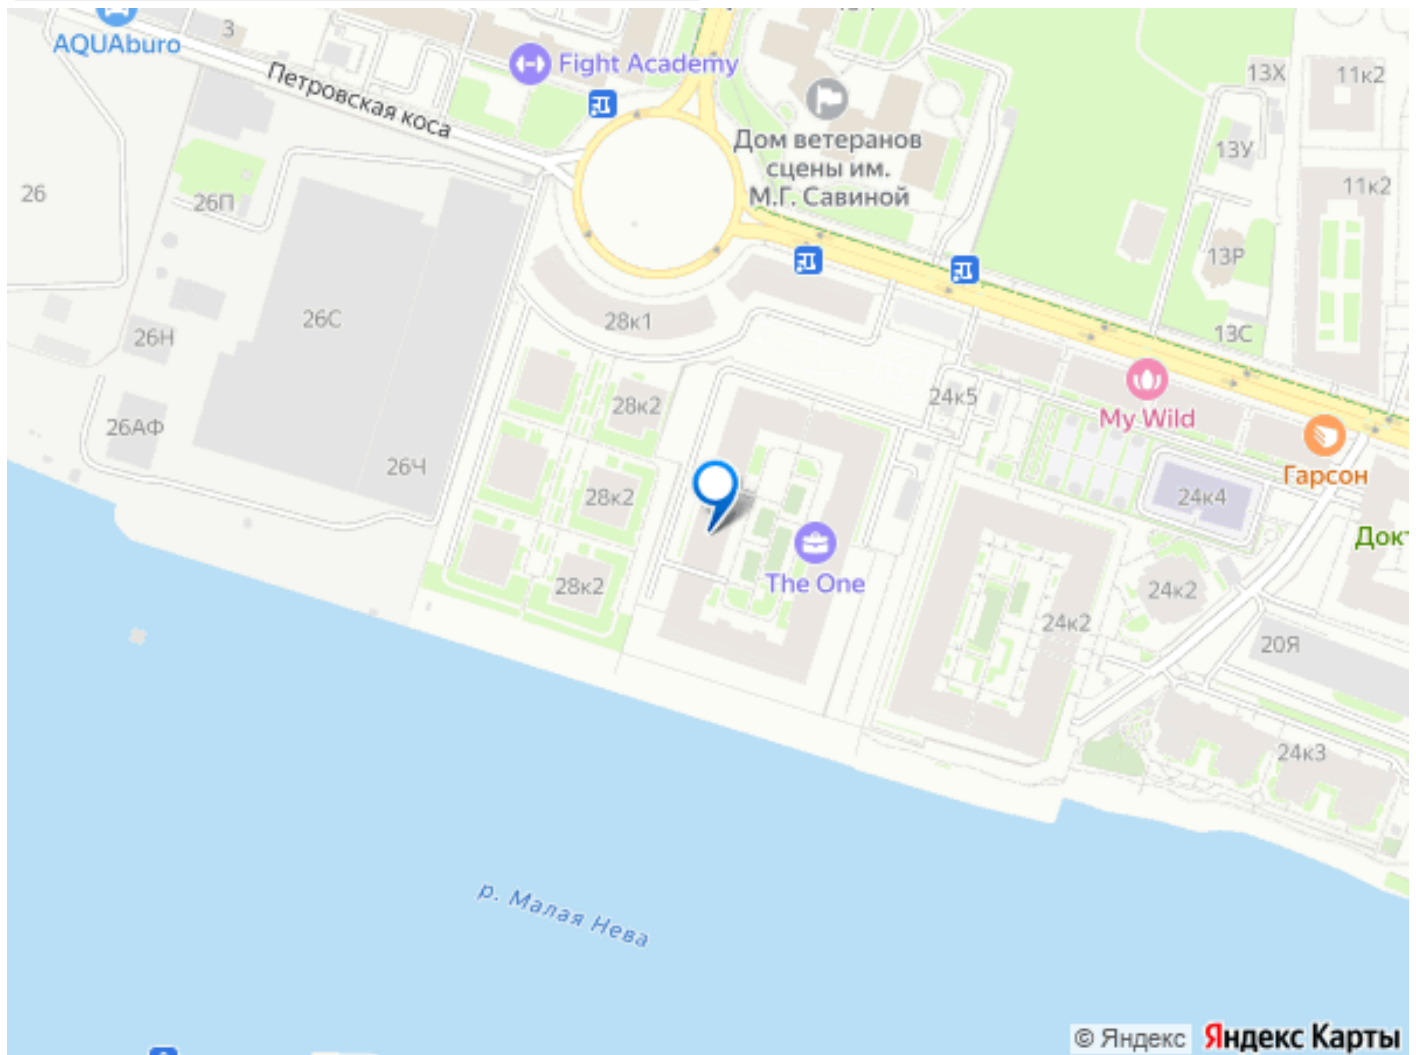 AQUAburo
3
Fight Academy
Петровская коса
Дом ветеранов
сцены им.
М.Г. Савиной
13Х
11к2
13У
11к2
26
26П
13Р
26С
28к1
26Н
13С
My Wild
28к2
24к5
26АФ
Гарсон
26Ч
28к2
24к4
The One
28к2
24к2
24к2
20Я
24к3
р. Малая Нева
© Яндекс Яндекс Карты